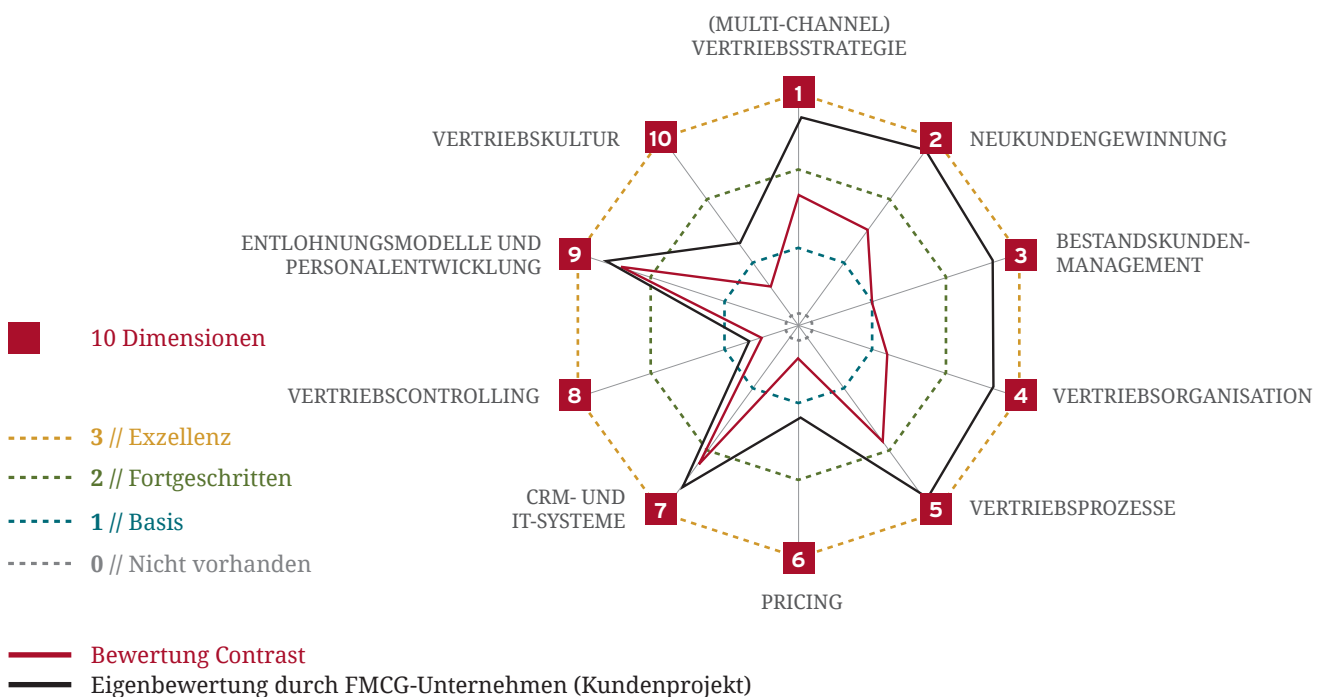 (MULTI-CHANNEL)
VERTRIEBSSTRATEGIE
1
10
VERTRIEBSKULTUR
2
NEUKUNDENGEWINNUNG
9
ENTLOHNUNGSMODELLE UND
PERSONALENTWICKLUNG
3
BESTANDSKUNDEN-
MANAGEMENT
10 Dimensionen
8
VERTRIEBSCONTROLLING
4
VERTRIEBSORGANISATION
3 // Exzellenz
2 // Fortgeschritten
1 // Basis
0 // Nicht vorhanden
7
CRM- UND
IT-SYSTEME
5
VERTRIEBSPROZESSE
6
PRICING
Bewertung Contrast
Eigenbewertung durch FMCG-Unternehmen (Kundenprojekt)